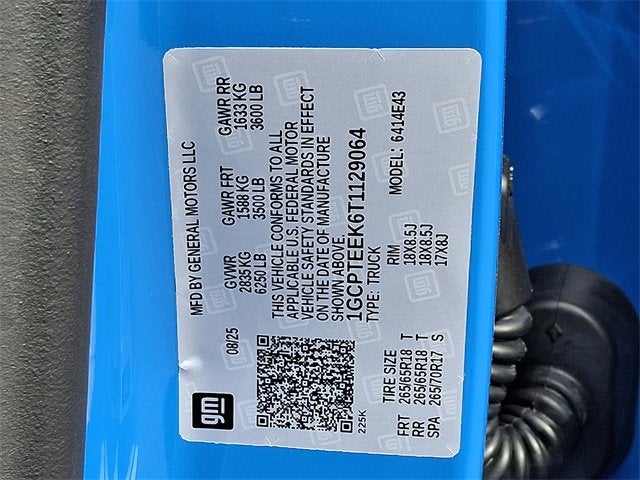 gm
MFD BY GENERAL MOTORS LLC
08/25
GVWR GAWR FRT GAWR RR
2835 KG 1588 KG 1633 KG
6250 LB 3500 LB 3600 LB
THIS VEHICLE CONFORMS TO ALL
APPLICABLE U.S. FEDERAL MOTOR
VEHICLE SAFETY STANDARDS IN EFFECT
ON THE DATE OF MANUFACTURE
SHOWN ABOVE.
1GCPTEEK6T1129064
TYPE: TRUCK MODEL: 6414E43
225K
TIRE SIZE RIM
FRT 265/65R18 T 18X8.5J
RR 265/65R18 T 18X8.5J
SPA 265/70R17 S 17X8J